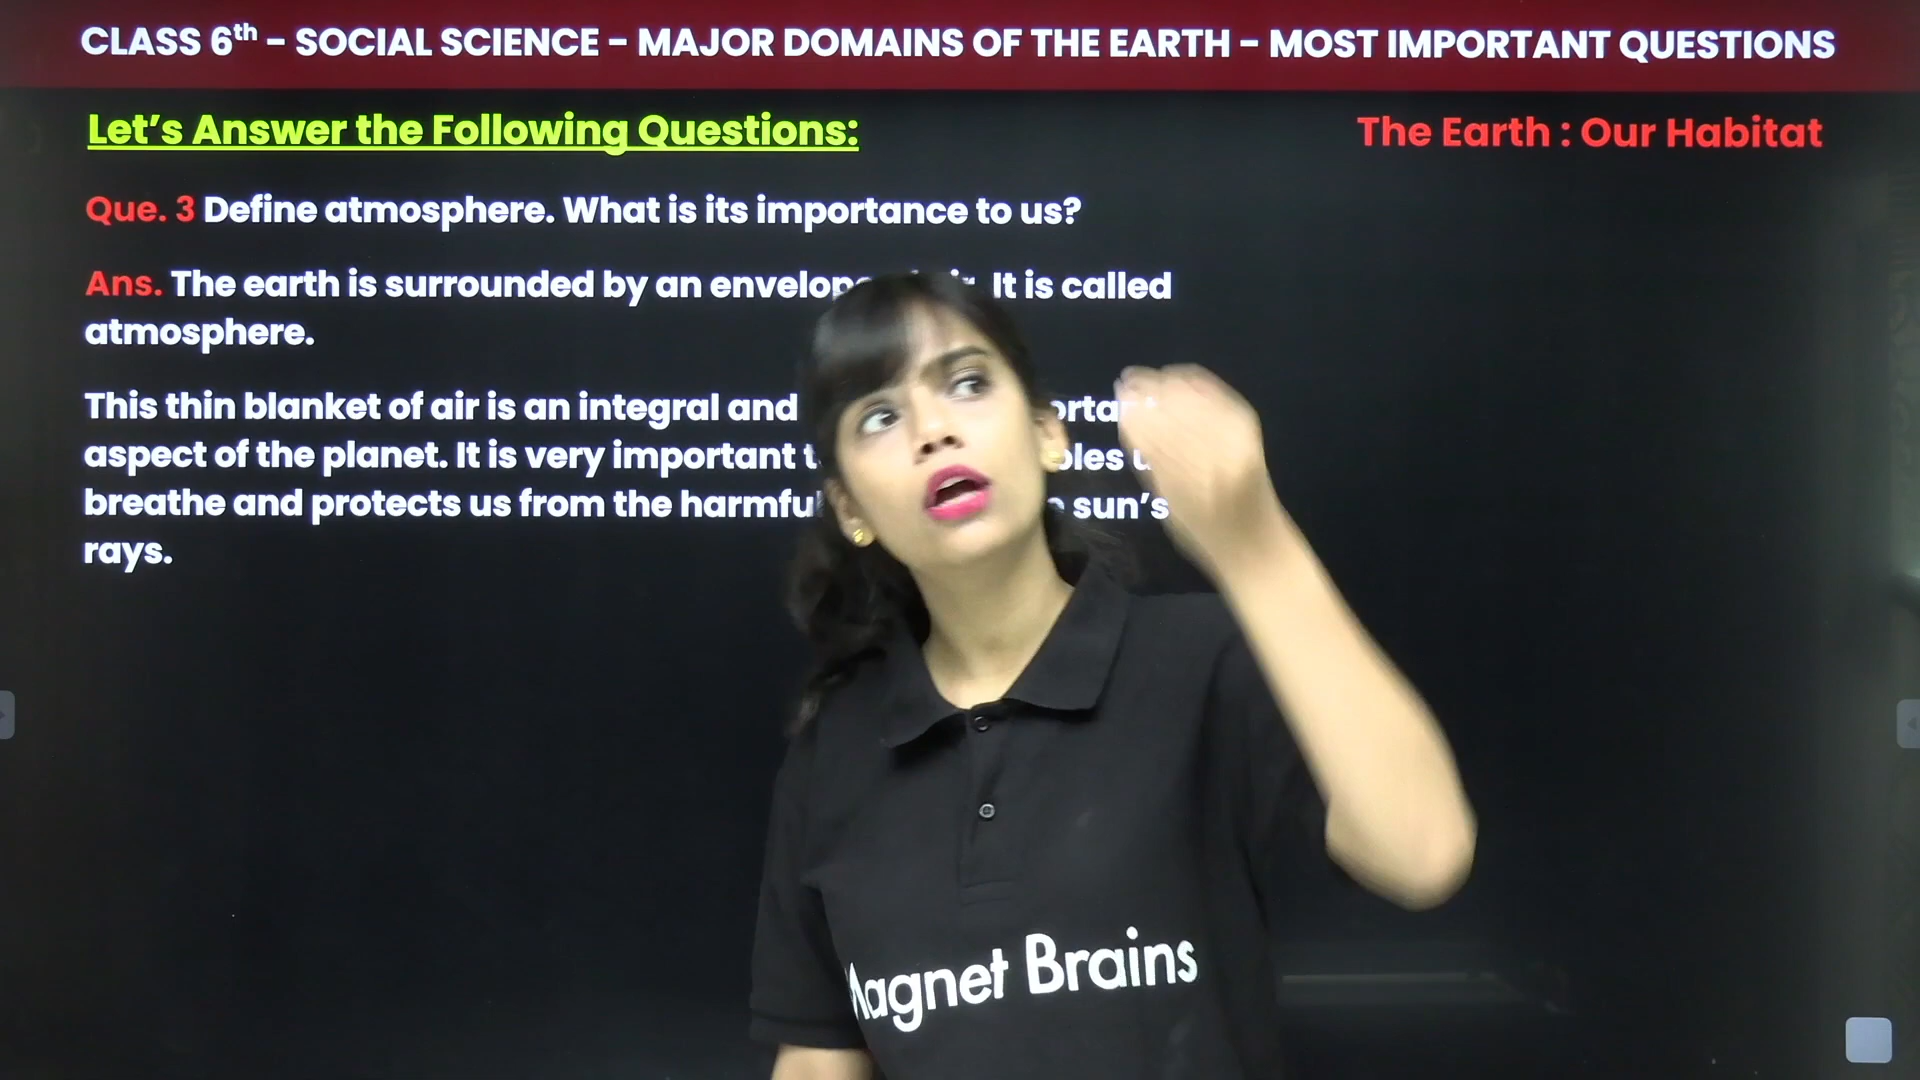 CLASS 6th - SOCIAL SCIENCE - MAJOR DOMAINS OF THE EARTH - MOST IMPORTANT QUESTIONS
Let's Answer the Following Questions:
The Earth : Our Habitat
Que. 3 Define atmosphere. What is its importance to us?
Ans. The earth is surrounded by an It is called
atmosphere.
This thin blanket of air is an integral and
aspect of the planet. It is very important
breathe and protects us from the sun's
rays.
Brains